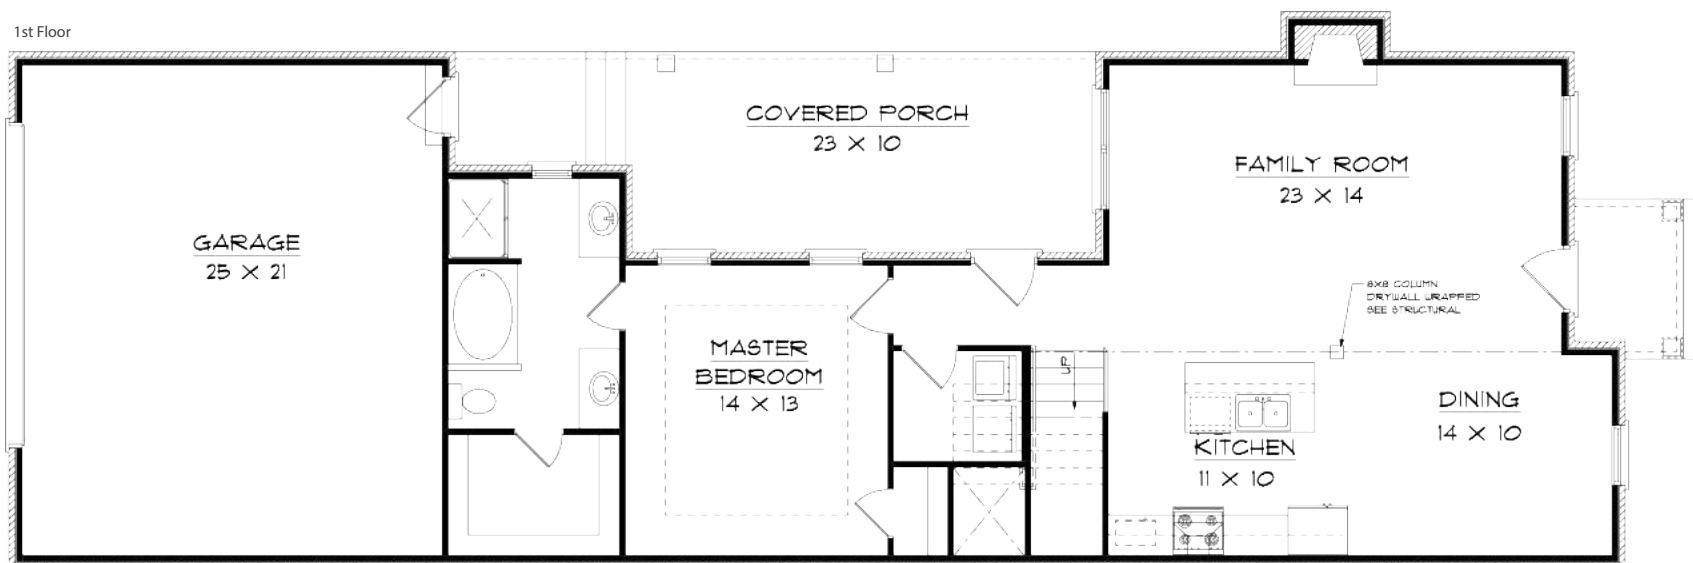 1st Floor
COVERED PORCH
23 X 10
FAMILY ROOM
23 X 14
GARAGE
25 X 21
8X8 COLUMN
DRYWALL WRAPPED
SEE STRUCTURAL
MASTER
BEDROOM
14 X 13
UP
DINING
14 X 10
KITCHEN
11 X 10